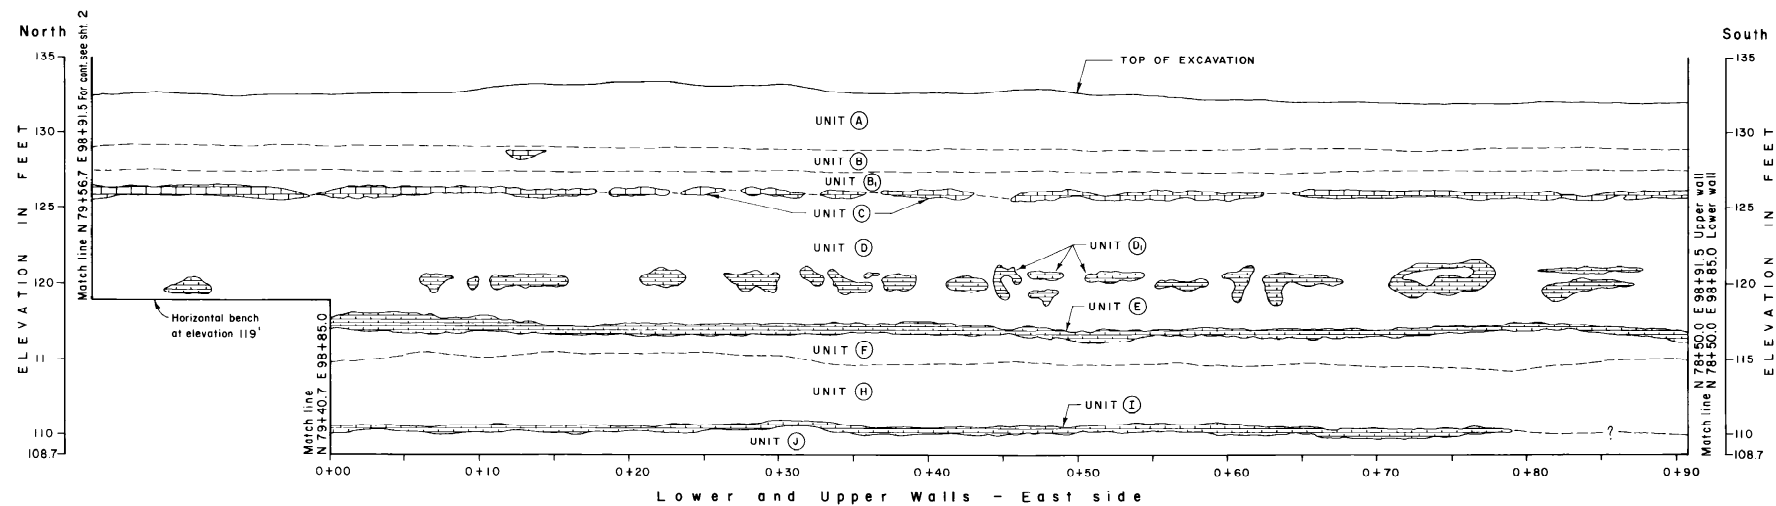 North
South
ELEVATION IN FEET
135
130
125
120
11
110
108.7
Match line N 79+56.7 E 98+91.5 For cont. see sht. 2
TOP OF EXCAVATION
UNIT A
UNIT B
UNIT B1
UNIT C
UNIT D
UNIT D1
UNIT E
UNIT F
UNIT H
UNIT I
UNIT J
Horizontal bench
at elevation 119'
Match line
N 79+40.7 E 98+85.0
?
Match line N 78+50.0 E 98+91.5 Upper wall
N 78+50.0 E 98+85.0 Lower wall
135
130
125
120
115
110
108.7
ELEVATION IN FEET
0+00 0+10 0+20 0+30 0+40 0+50 0+60 0+70 0+80 0+90
Lower and Upper Walls - East side